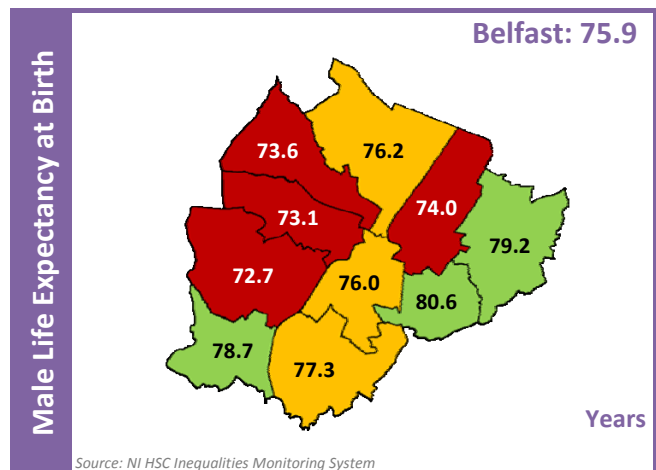 Male Life Expectancy at Birth
Belfast: 75.9
73.6
76.2
73.1
74.0
79.2
72.7
76.0
80.6
78.7
77.3
Years
Source: NI HSC Inequalities Monitoring System